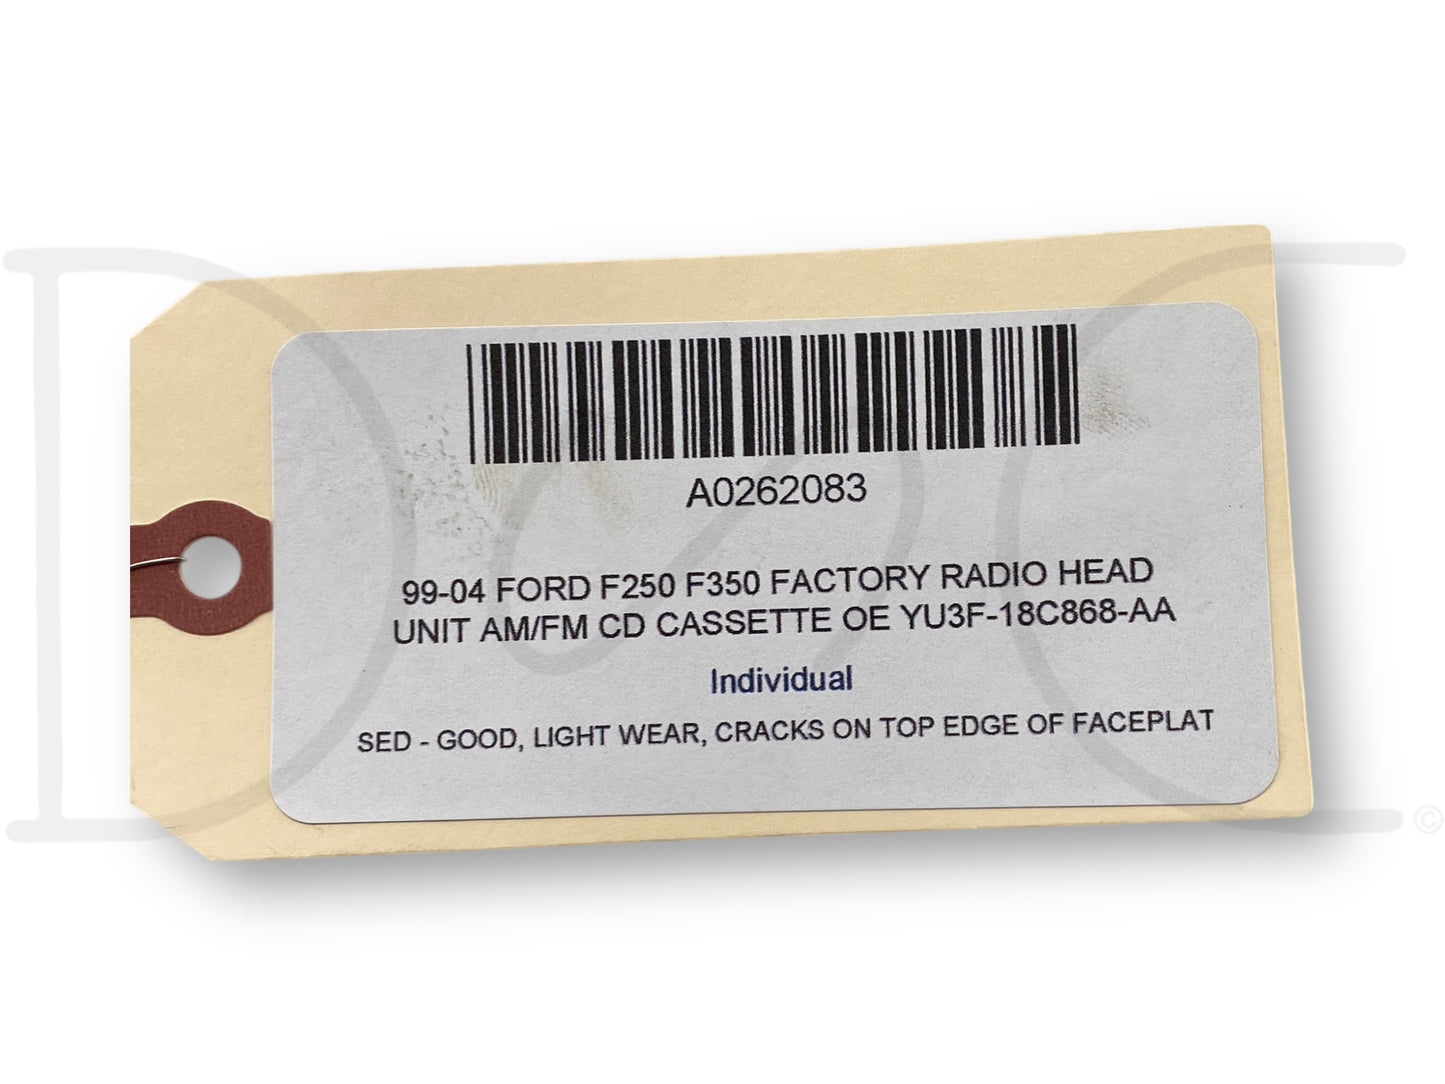 A0262083
99-04 FORD F250 F350 FACTORY RADIO HEAD
UNIT AM/FM CD CASSETTE OE YU3F-18C868-AA
Individual
SED - GOOD, LIGHT WEAR, CRACKS ON TOP EDGE OF FACEPLAT
©